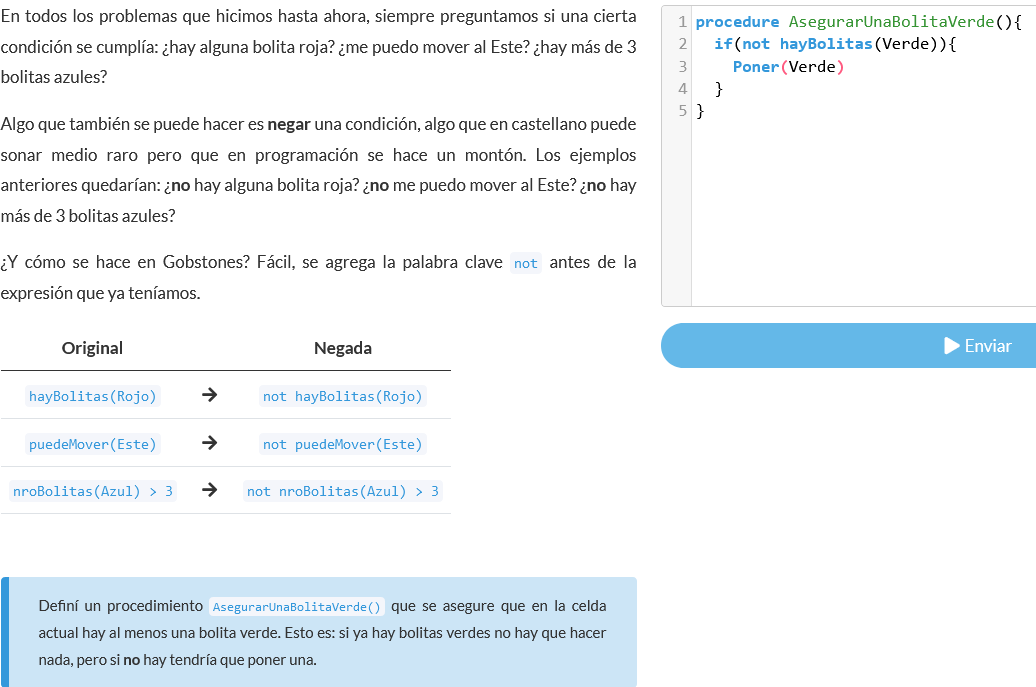 En todos los problemas que hicimos hasta ahora, siempre preguntamos si una cierta
condición se cumplía: ¿hay alguna bolita roja? ¿me puedo mover al Este? ¿hay más de 3
bolitas azules?
Algo que también se puede hacer es negar una condición, algo que en castellano puede
sonar medio raro pero que en programación se hace un montón. Los ejemplos
anteriores quedarían: ¿no hay alguna bolita roja? ¿no me puedo mover al Este? ¿no hay
más de 3 bolitas azules?
¿Y cómo se hace en Gobstones? Fácil, se agrega la palabra clave not antes de la
expresión que ya teníamos.
Original Negada
hayBolitas(Rojo) → not hayBolitas(Rojo)
puedeMover(Este) → not puedeMover(Este)
nroBolitas(Azul) > 3 → not nroBolitas(Azul) > 3
Definí un procedimiento AsegurarUnaBolitaVerde() que se asegure que en la celda
actual hay al menos una bolita verde. Esto es: si ya hay bolitas verdes no hay que hacer
nada, pero si no hay tendría que poner una.
1 procedure AsegurarUnaBolitaVerde(){
2 if(not hayBolitas(Verde)){
3 Poner(Verde)
4 }
5 }
Enviar